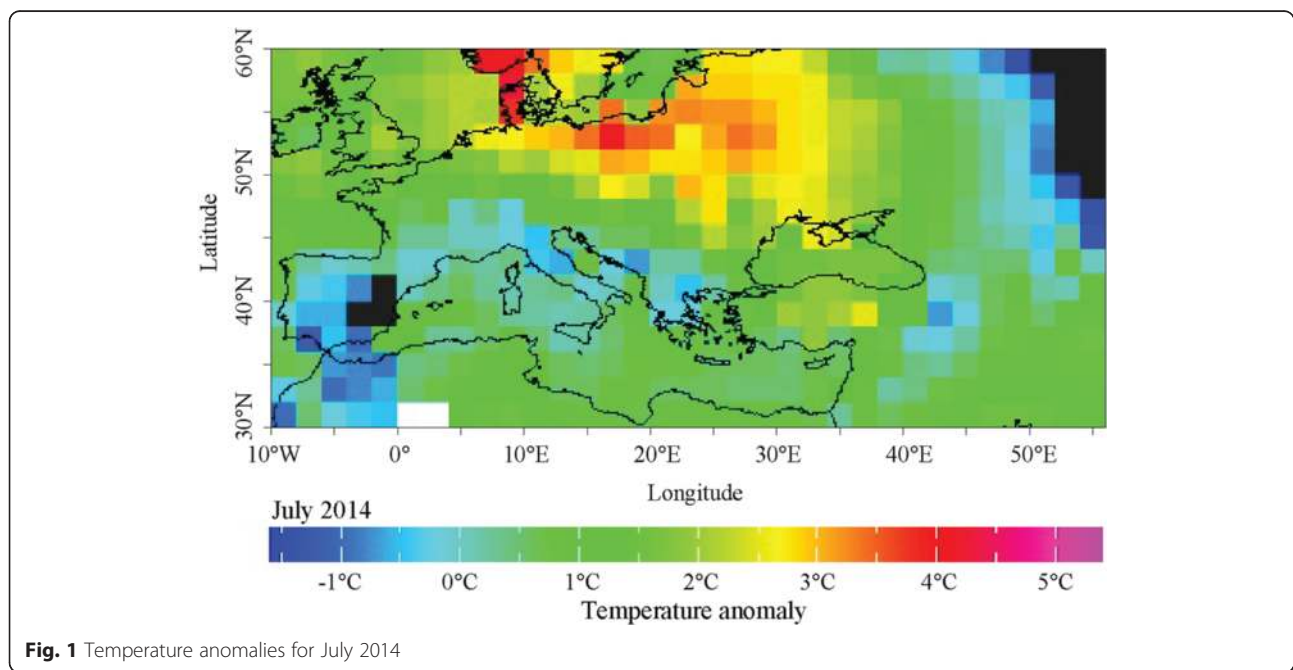 60°N
50°N
40°N
30°N
Latitude
10°W 0° 10°E 20°E 30°E 40°E 50°E
Longitude
July 2014
-1°C 0°C 1°C 2°C 3°C 4°C 5°C
Temperature anomaly
Fig. 1 Temperature anomalies for July 2014